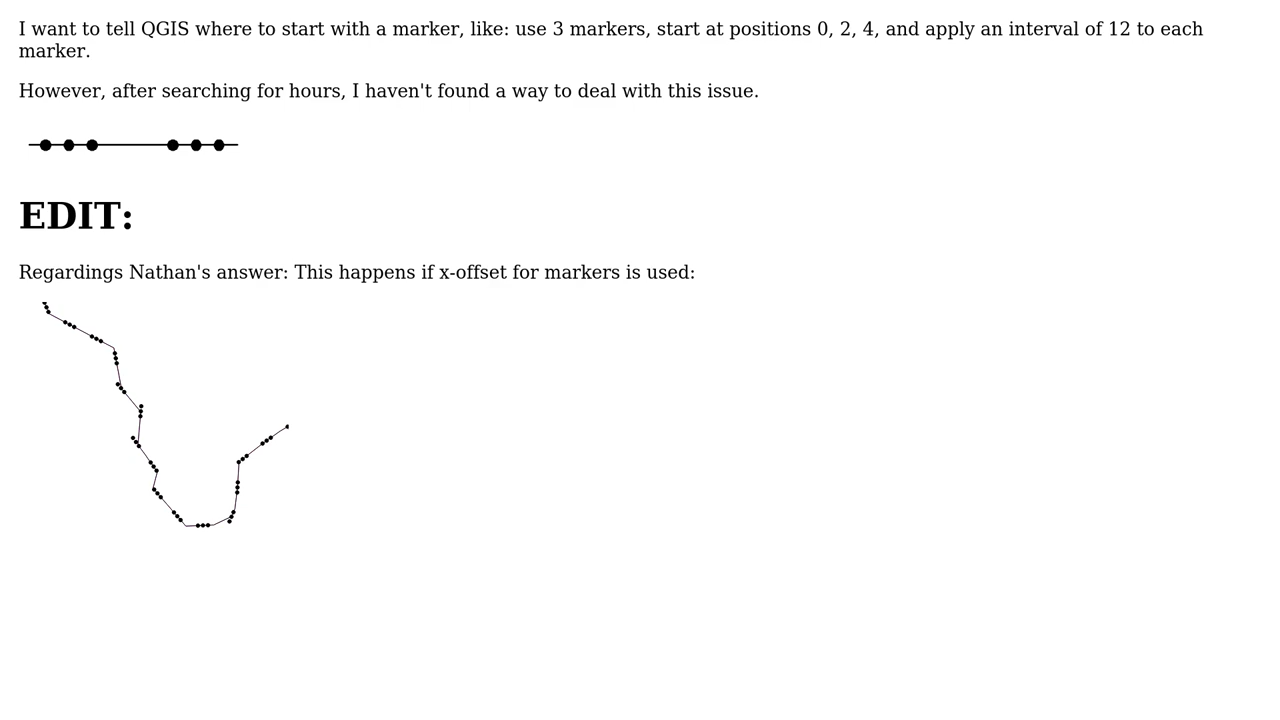 I want to tell QGIS where to start with a marker, like: use 3 markers, start at positions 0, 2, 4, and apply an interval of 12 to each
marker.
However, after searching for hours, I haven't found a way to deal with this issue.
EDIT:
Regardings Nathan's answer: This happens if x-offset for markers is used: